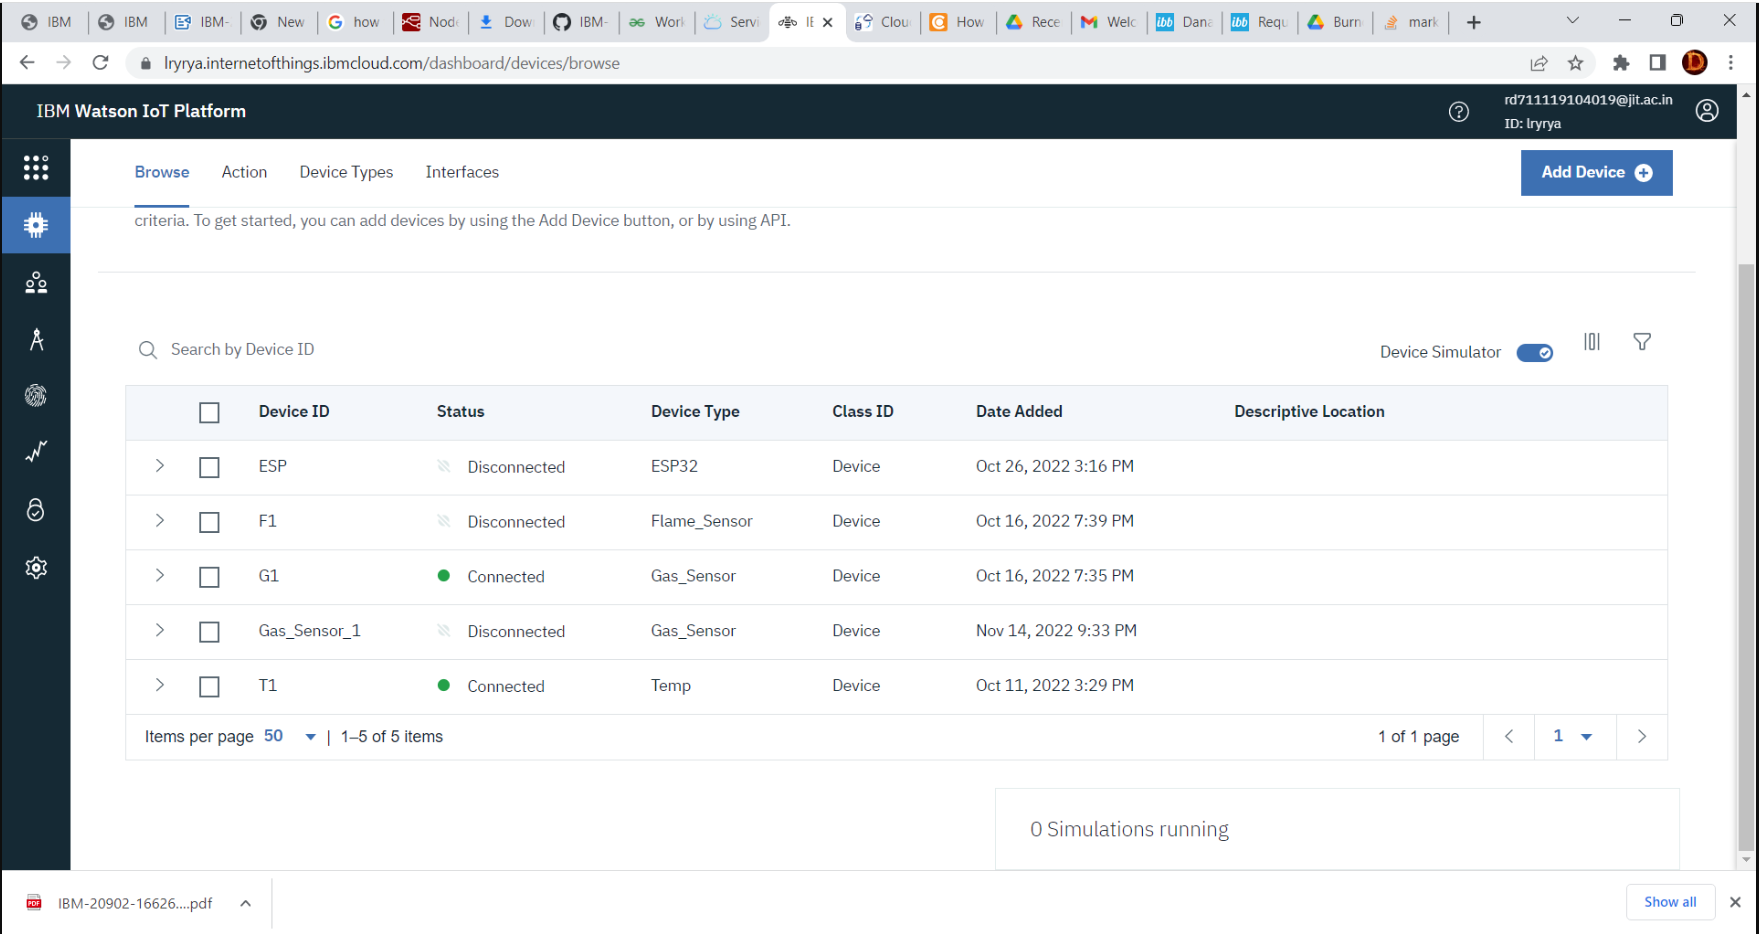 IBM IBM IBM- New how Node Dow IBM- Work Servi IE Clou How Rece Welc Dana Requ Burn mark
lryrya.internetofthings.ibmcloud.com/dashboard/devices/browse
IBM Watson IoT Platform
rd711119104019@jit.ac.in
ID: lryrya
Browse Action Device Types Interfaces Add Device
criteria. To get started, you can add devices by using the Add Device button, or by using API.
Search by Device ID Device Simulator
Device ID Status Device Type Class ID Date Added Descriptive Location
ESP Disconnected ESP32 Device Oct 26, 2022 3:16 PM
F1 Disconnected Flame_Sensor Device Oct 16, 2022 7:39 PM
G1 Connected Gas_Sensor Device Oct 16, 2022 7:35 PM
Gas_Sensor_1 Disconnected Gas_Sensor Device Nov 14, 2022 9:33 PM
T1 Connected Temp Device Oct 11, 2022 3:29 PM
Items per page 50 | 1–5 of 5 items 1 of 1 page 1
0 Simulations running
PDF IBM-20902-16626....pdf Show all